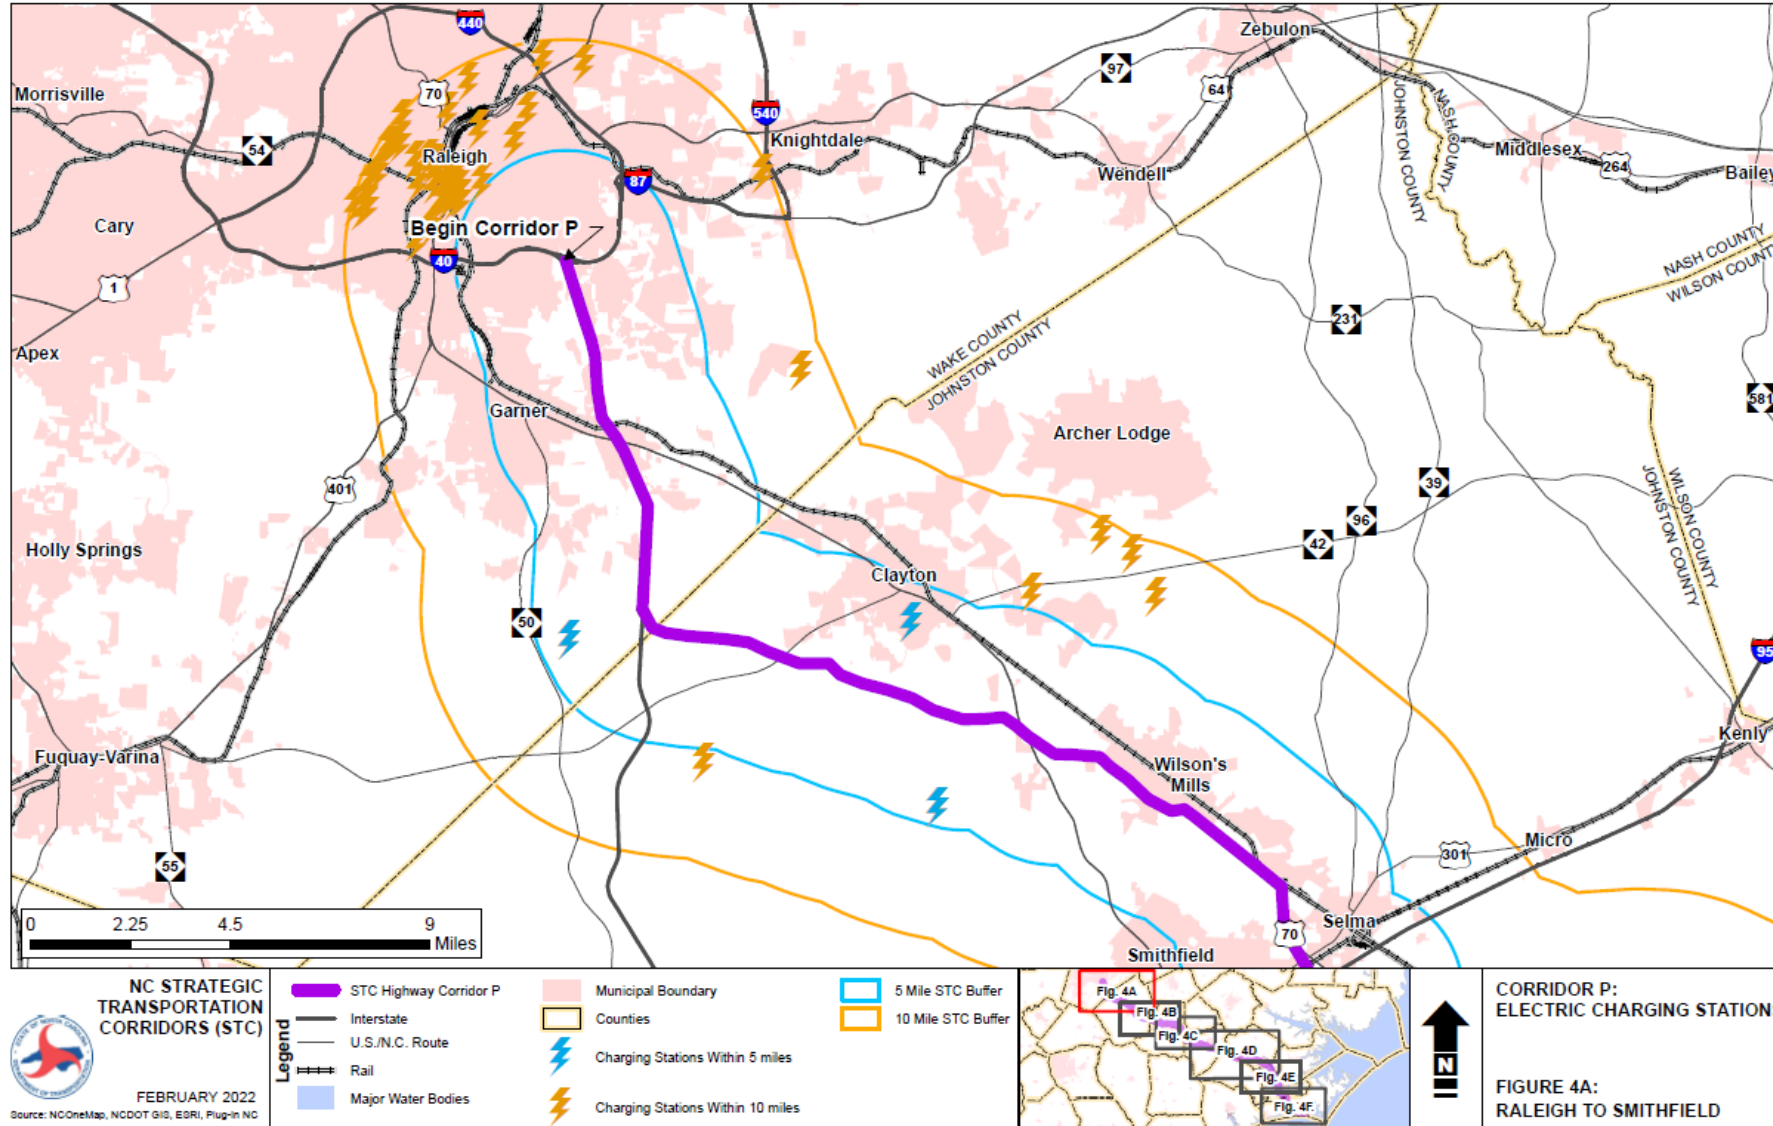 440
Zebulon
97
70
64
Morrisville
540
Knightdale
JOHNSTON COUNTY
NASH COUNTY
54
Raleigh
Middlesex
264
Bailey
87
Wendell
Cary
Begin Corridor P
40
NASH COUNTY
WILSON COUNT
1
231
WAKE COUNTY
JOHNSTON COUNTY
Apex
581
Garner
Archer Lodge
401
39
WILSON COUNTY
JOHNSTON COUNTY
96
42
Holly Springs
Clayton
50
95
Kenly
Fuquay-Varina
Wilson's
Mills
Micro
301
55
Selma
70
Smithfield
0 2.25 4.5 9
Miles
NC STRATEGIC
TRANSPORTATION
CORRIDORS (STC)
FEBRUARY 2022
Source: NCOneMap, NCDOT GIS, ESRI, Plug-In NC
Legend
STC Highway Corridor P
Interstate
U.S./N.C. Route
Rail
Major Water Bodies
Municipal Boundary
Counties
Charging Stations Within 5 miles
Charging Stations Within 10 miles
5 Mile STC Buffer
10 Mile STC Buffer
Fig. 4A
Fig. 4B
Fig. 4C
Fig. 4D
Fig. 4E
Fig. 4F
N
CORRIDOR P:
ELECTRIC CHARGING STATION
FIGURE 4A:
RALEIGH TO SMITHFIELD